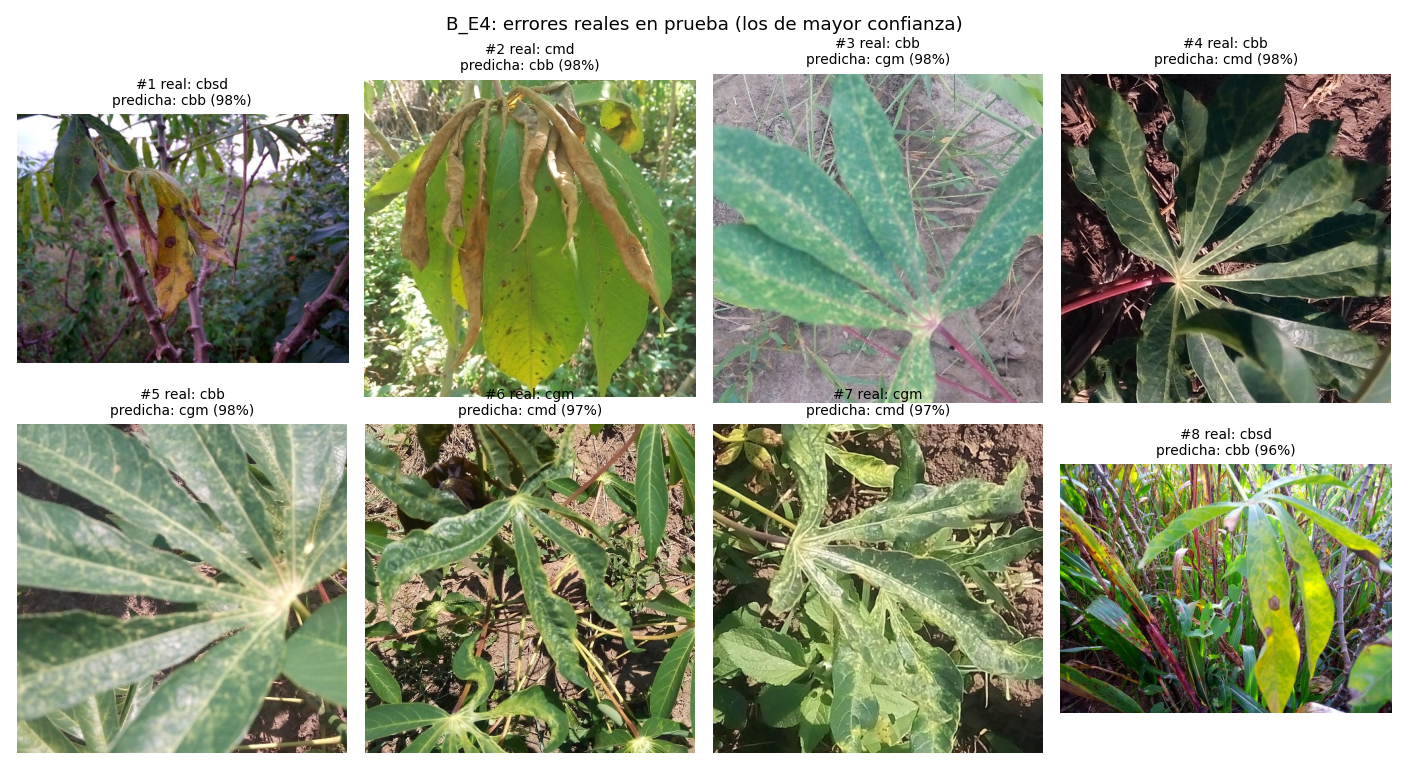 B_E4: errores reales en prueba (los de mayor confianza)
#1 real: cbsd
predicha: cbb (98%)
#2 real: cmd
predicha: cbb (98%)
#3 real: cbb
predicha: cgm (98%)
#4 real: cbb
predicha: cmd (98%)
#5 real: cbb
predicha: cgm (98%)
#6 real: cgm
predicha: cmd (97%)
#7 real: cgm
predicha: cmd (97%)
#8 real: cbsd
predicha: cbb (96%)